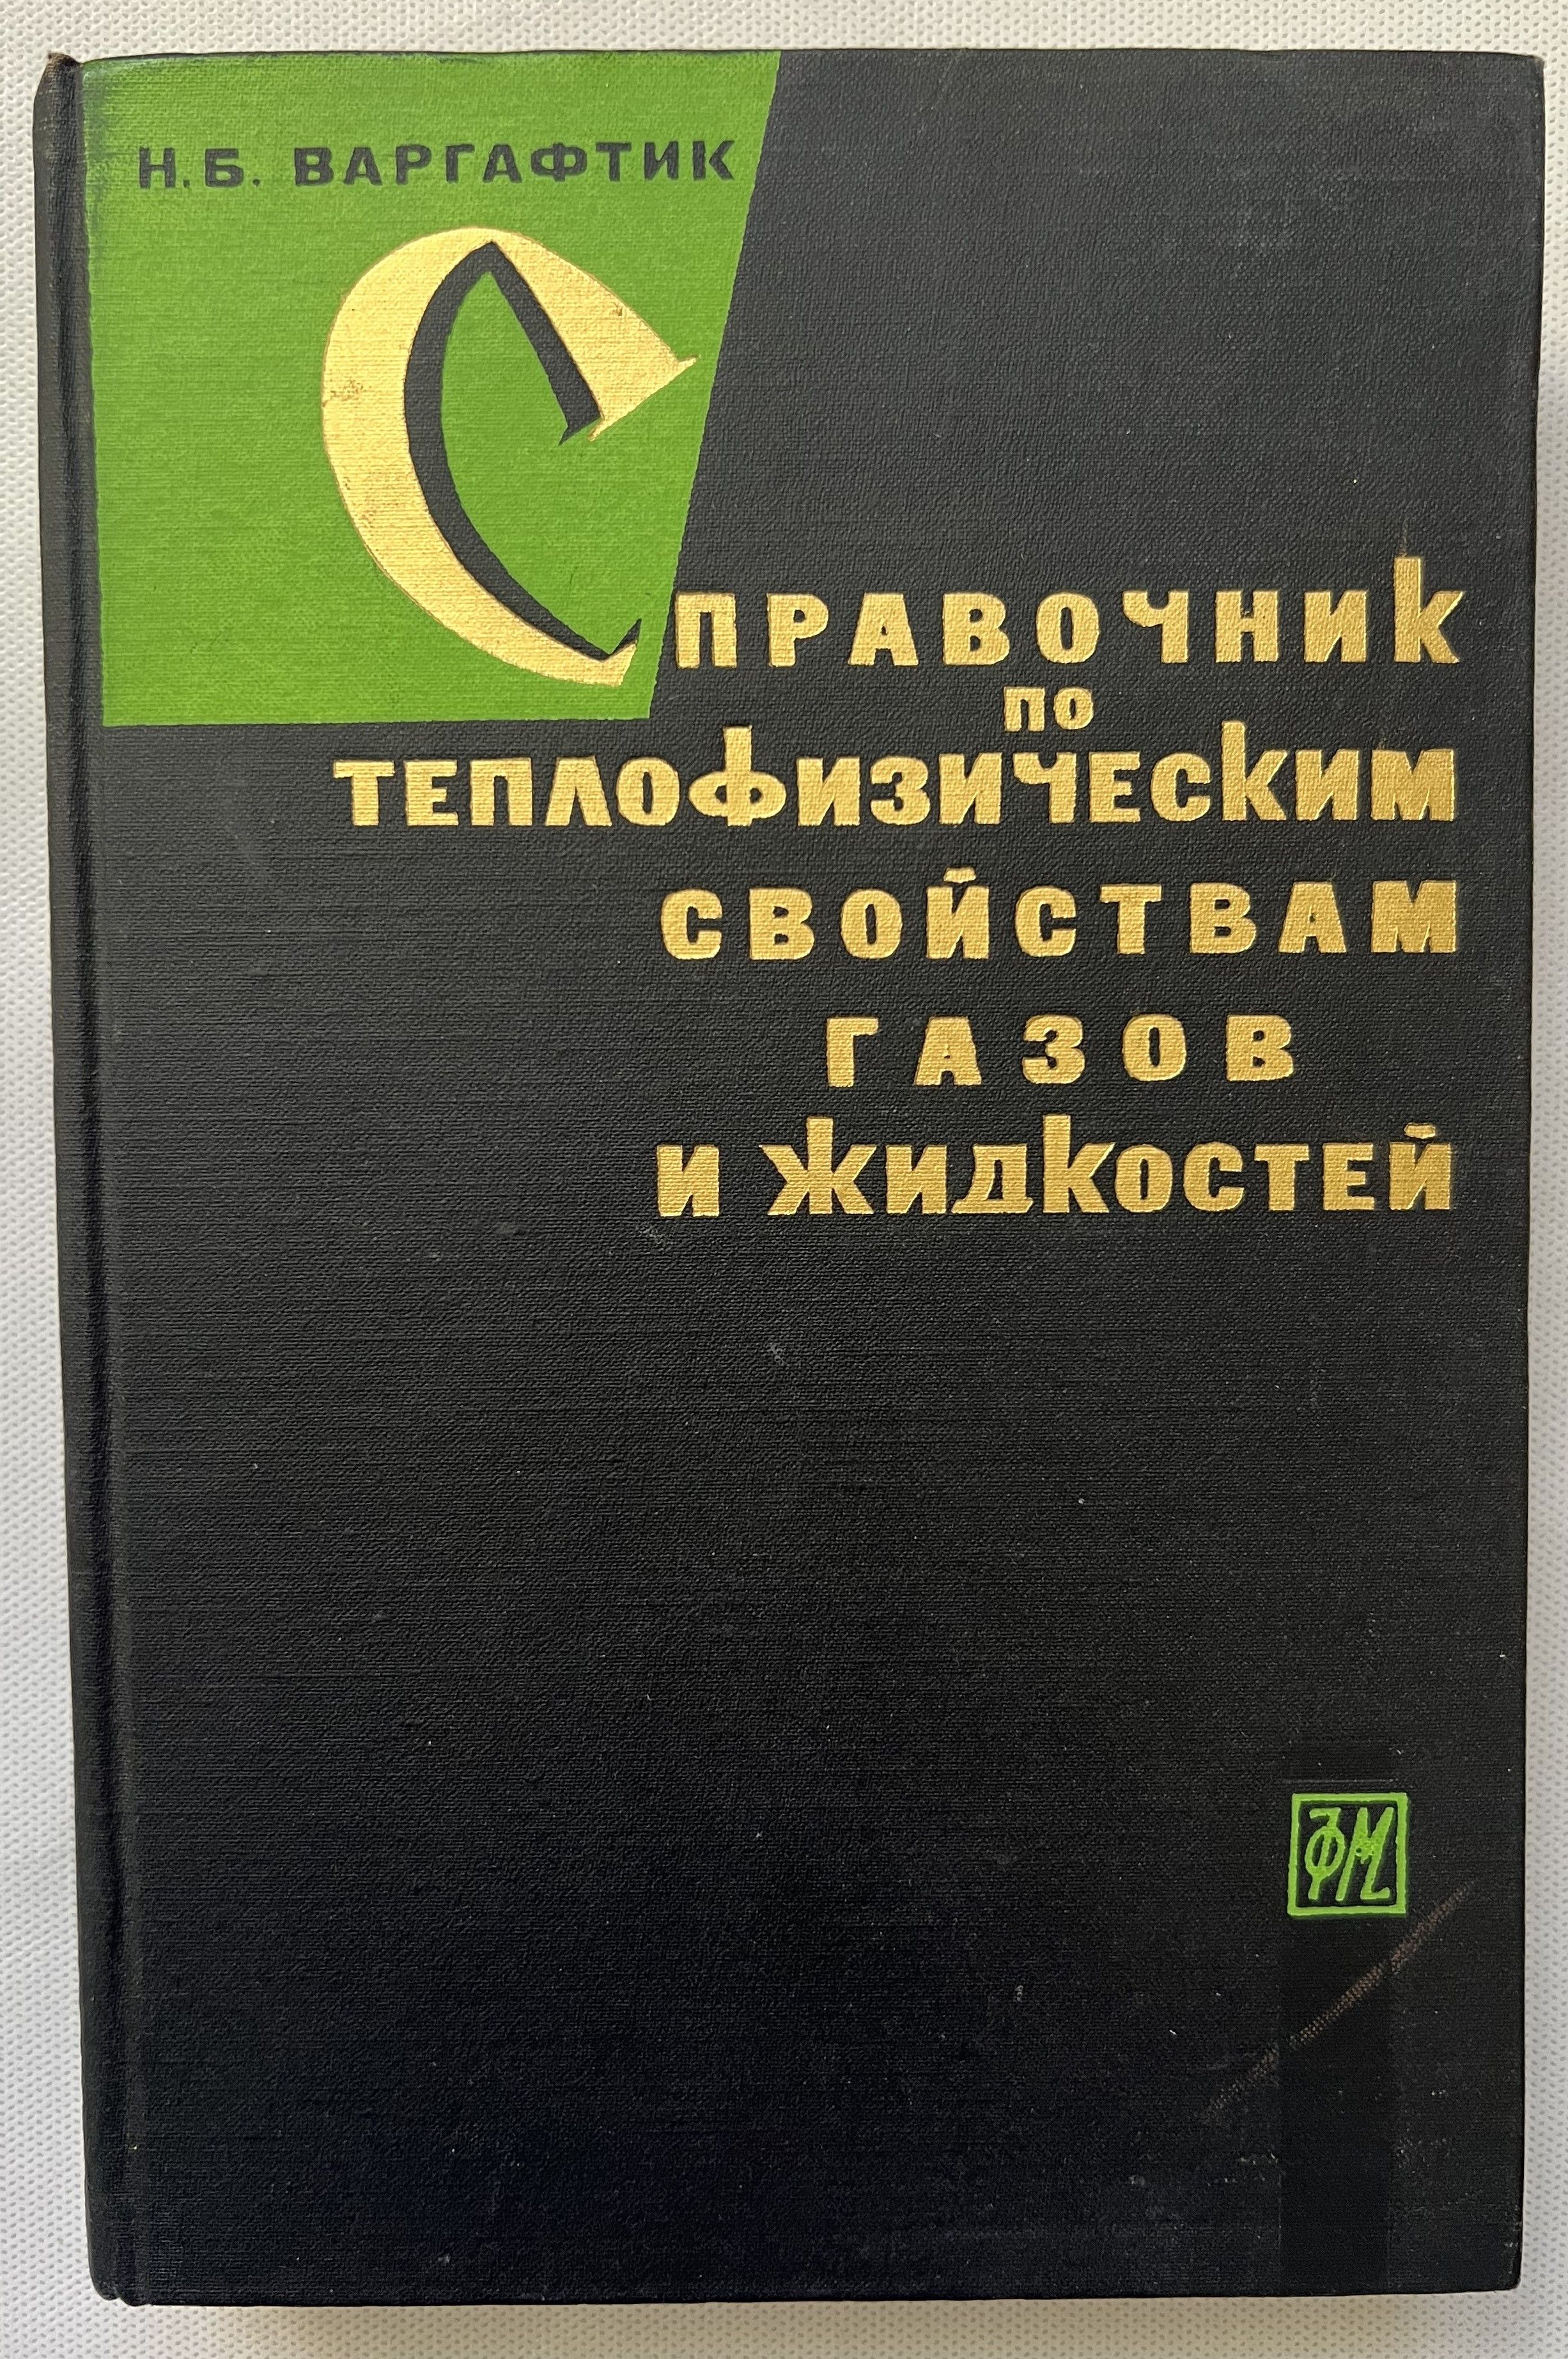 Н. Б. ВАРГАФТИК
СПРАВОЧНИК
ПО
ТЕПЛОФИЗИЧЕСКИМ
СВОЙСТВАМ
ГАЗОВ
И ЖИДКОСТЕЙ
ФМ